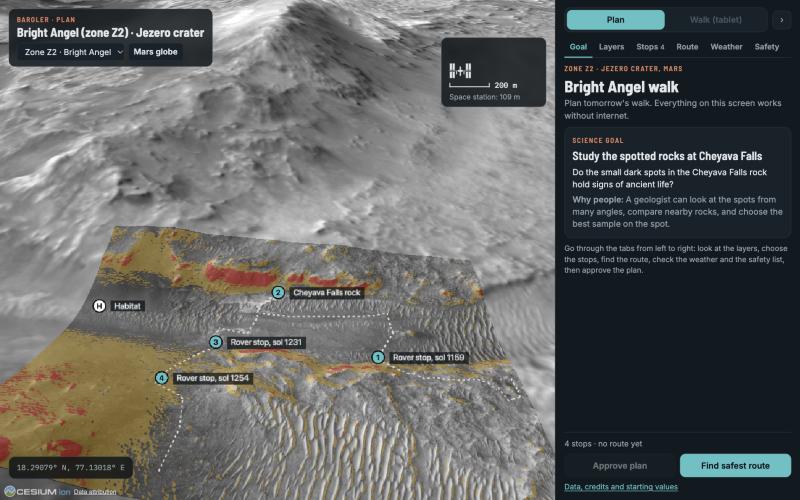 BAROLER · PLAN
Bright Angel (zone Z2) · Jezero crater
Zone Z2 · Bright Angel
Mars globe
200 m
Space station: 109 m
2 Cheyava Falls rock
H Habitat
3 Rover stop, sol 1231
1 Rover stop, sol 1159
4 Rover stop, sol 1254
18.29079° N, 77.13018° E
CESIUM ion Data attribution
Plan
Walk (tablet)
Goal Layers Stops 4 Route Weather Safety
ZONE Z2 · JEZERO CRATER, MARS
Bright Angel walk
Plan tomorrow's walk. Everything on this screen works
without internet.
SCIENCE GOAL
Study the spotted rocks at Cheyava Falls
Do the small dark spots in the Cheyava Falls rock
hold signs of ancient life?
Why people: A geologist can look at the spots from
many angles, compare nearby rocks, and choose the
best sample on the spot.
Go through the tabs from left to right: look at the layers, choose
the stops, find the route, check the weather and the safety list,
then approve the plan.
4 stops · no route yet
Approve plan
Find safest route
Data, credits and starting values